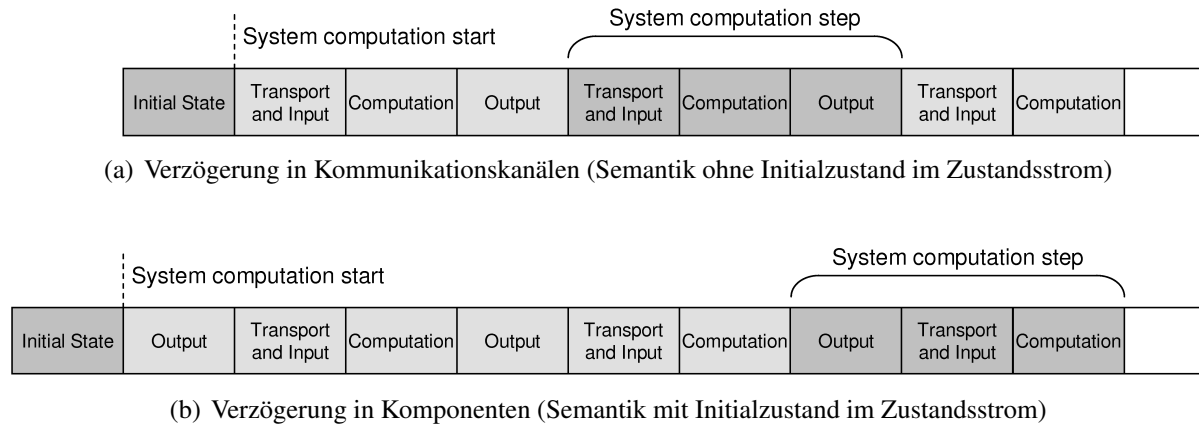 System computation step
System computation start
Initial State
Transport
and Input
Computation
Output
Transport
and Input
Computation
Output
Transport
and Input
Computation
(a) Verzögerung in Kommunikationskanälen (Semantik ohne Initialzustand im Zustandsstrom)
System computation step
System computation start
Initial State
Output
Transport
and Input
Computation
Output
Transport
and Input
Computation
Output
Transport
and Input
Computation
(b) Verzögerung in Komponenten (Semantik mit Initialzustand im Zustandsstrom)